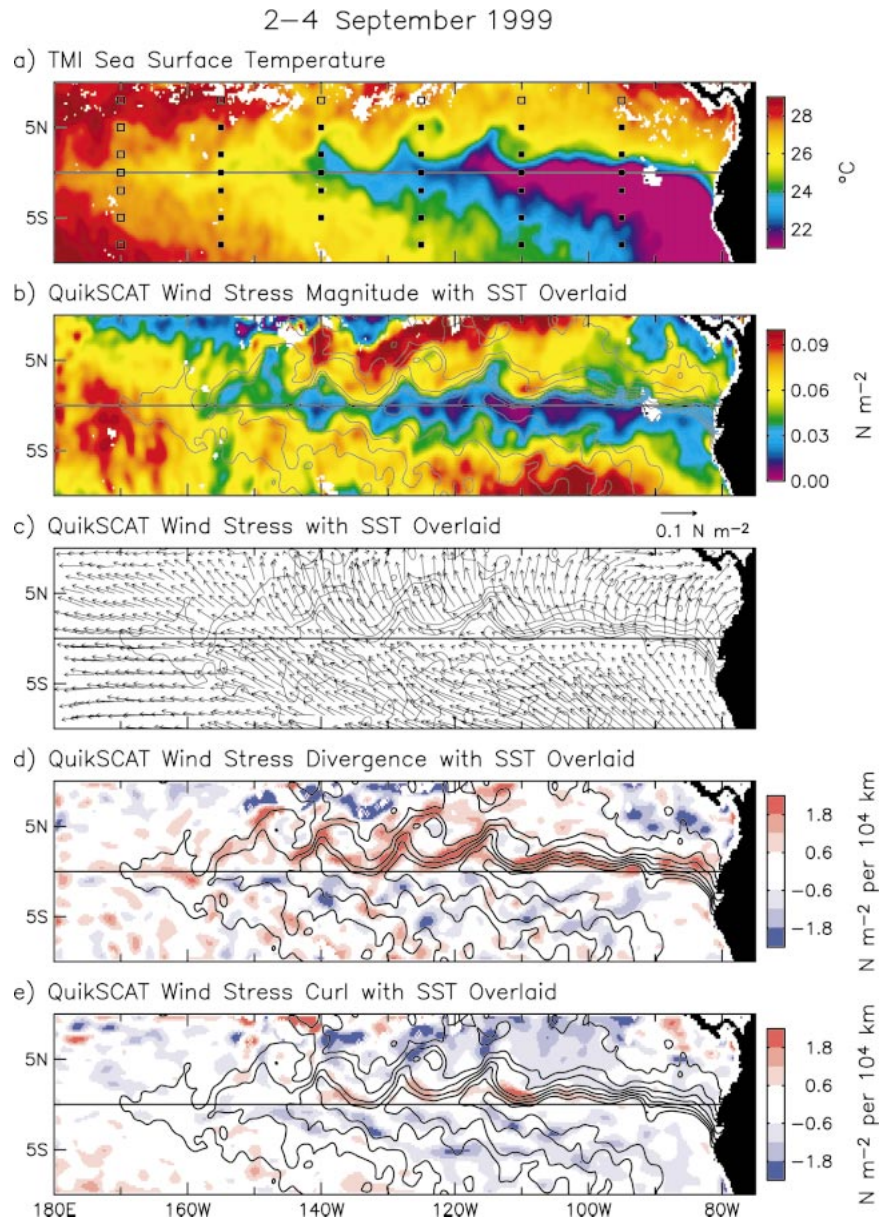 2–4 September 1999
a) TMI Sea Surface Temperature
5N
5S
28
26
24
22
°C
b) QuikSCAT Wind Stress Magnitude with SST Overlaid
5N
5S
0.09
0.06
0.03
0.00
N m−2
c) QuikSCAT Wind Stress with SST Overlaid
0.1 N m−2
5N
5S
d) QuikSCAT Wind Stress Divergence with SST Overlaid
5N
5S
1.8
0.6
−0.6
−1.8
N m−2 per 10⁴ km
e) QuikSCAT Wind Stress Curl with SST Overlaid
5N
5S
1.8
0.6
−0.6
−1.8
N m−2 per 10⁴ km
180E 160W 140W 120W 100W 80W